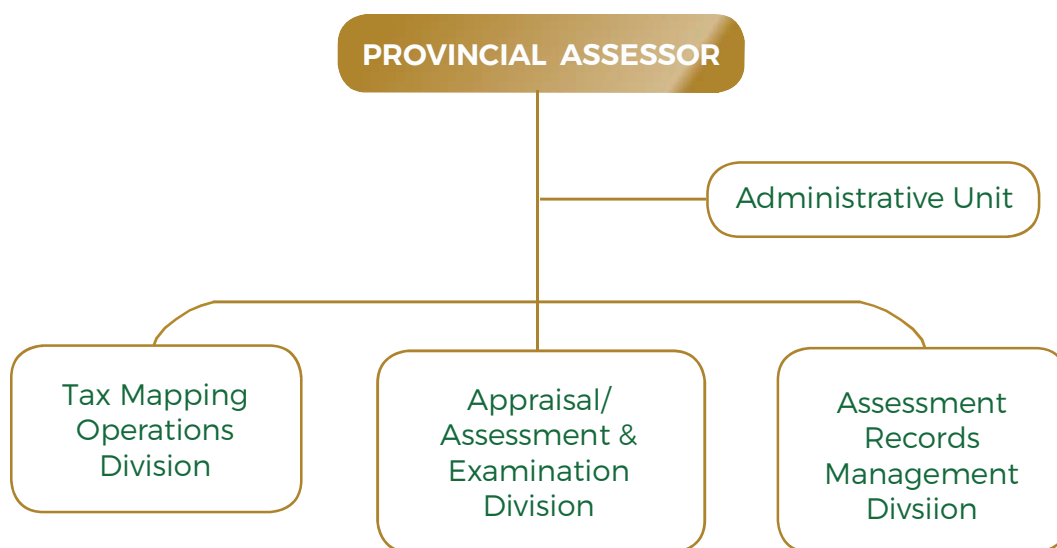 PROVINCIAL ASSESSOR
Administrative Unit
Tax Mapping
Operations
Division
Appraisal/
Assessment &
Examination
Division
Assessment
Records
Management
Divsiion